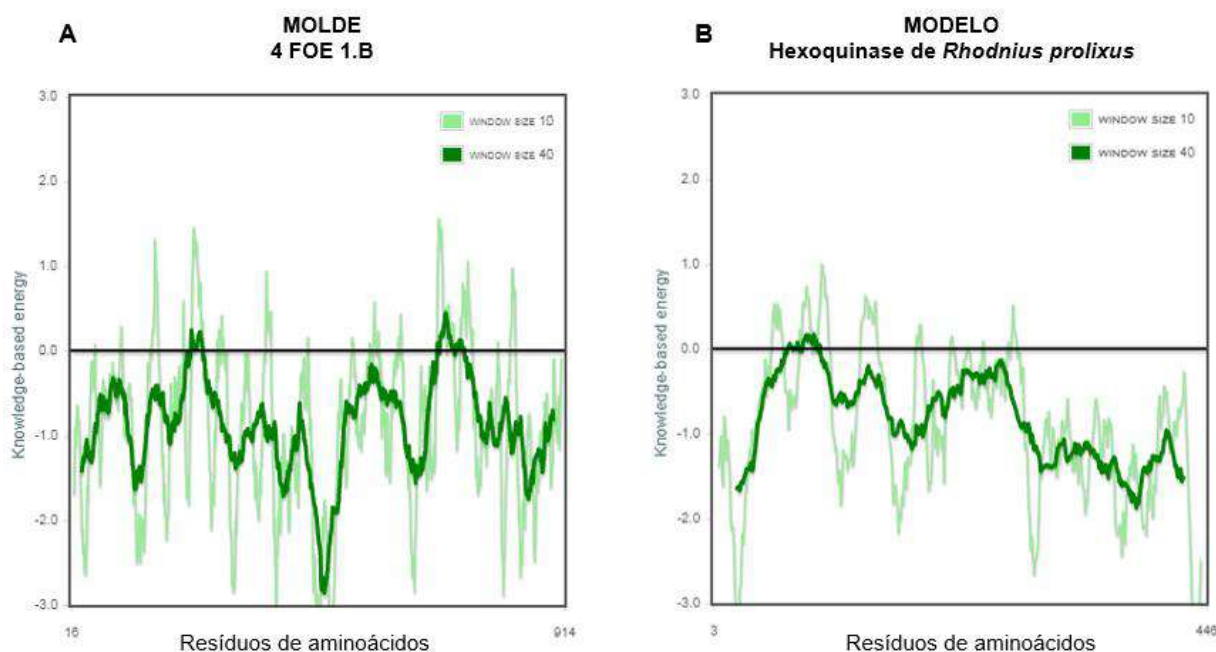 A
MOLDE
4 FOE 1.B
3.0
WINDOW SIZE 10
WINDOW SIZE 40
2.0
1.0
0.0
-1.0
-2.0
-3.0
Knowledge-based energy
16
Resíduos de aminoácidos
914
B
MODELO
Hexoquinase de Rhodnius prolixus
3.0
WINDOW SIZE 10
WINDOW SIZE 40
2.0
1.0
0.0
-1.0
-2.0
-3.0
Knowledge-based energy
3
Resíduos de aminoácidos
446